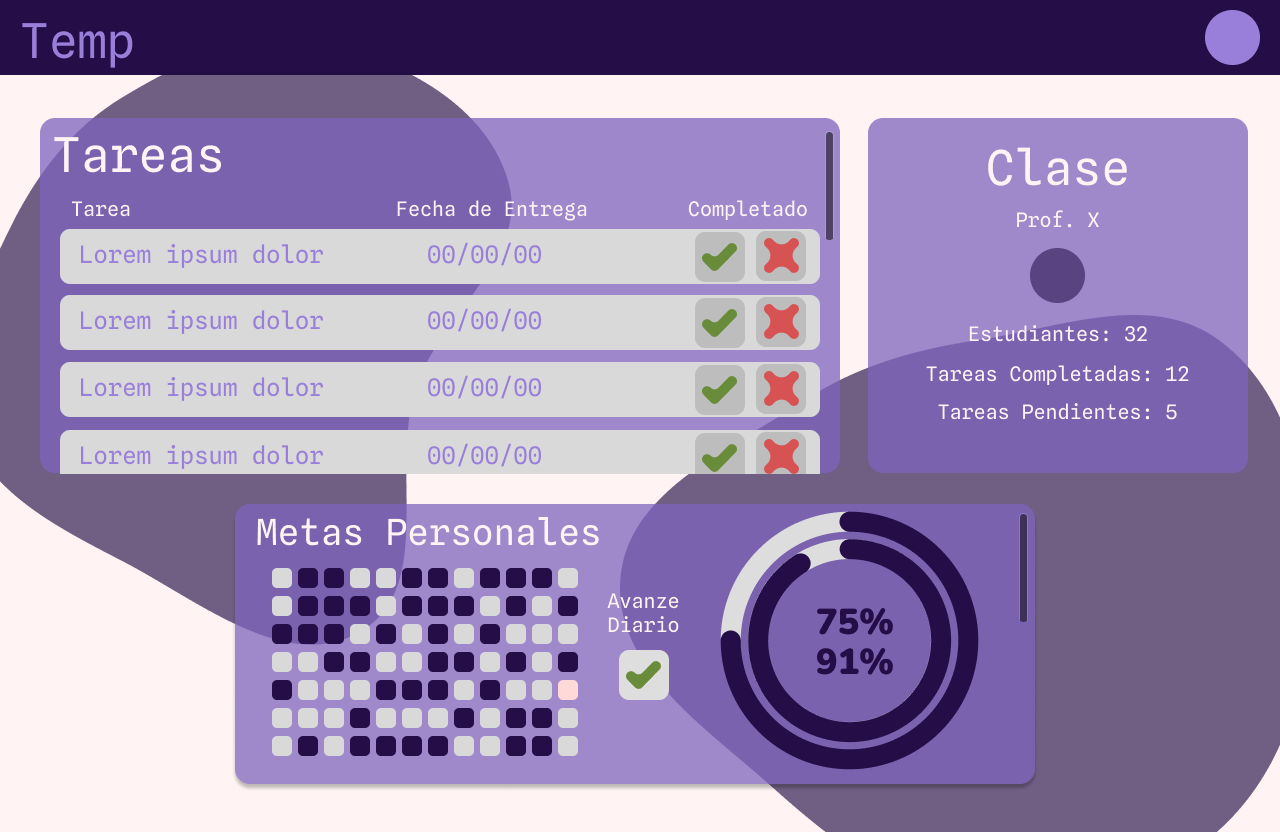 Temp
Tareas
Tarea Fecha de Entrega Completado
Lorem ipsum dolor 00/00/00
Lorem ipsum dolor 00/00/00
Lorem ipsum dolor 00/00/00
Lorem ipsum dolor 00/00/00
Clase
Prof. X
Estudiantes: 32
Tareas Completadas: 12
Tareas Pendientes: 5
Metas Personales
Avanze
Diario
75%
91%